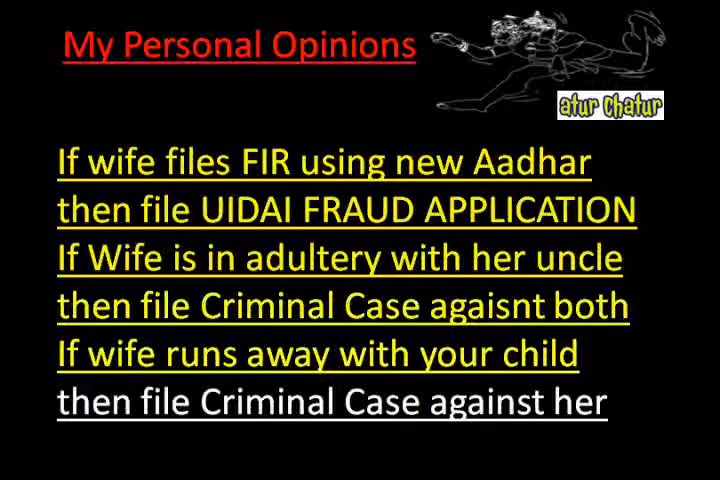 My Personal Opinions
atur chatur
If wife files FIR using new Aadhar
then file UIDAI FRAUD APPLICATION
If Wife is in adultery with her uncle
then file Criminal Case agaisnt both
If wife runs away with your child
then file Criminal Case against her